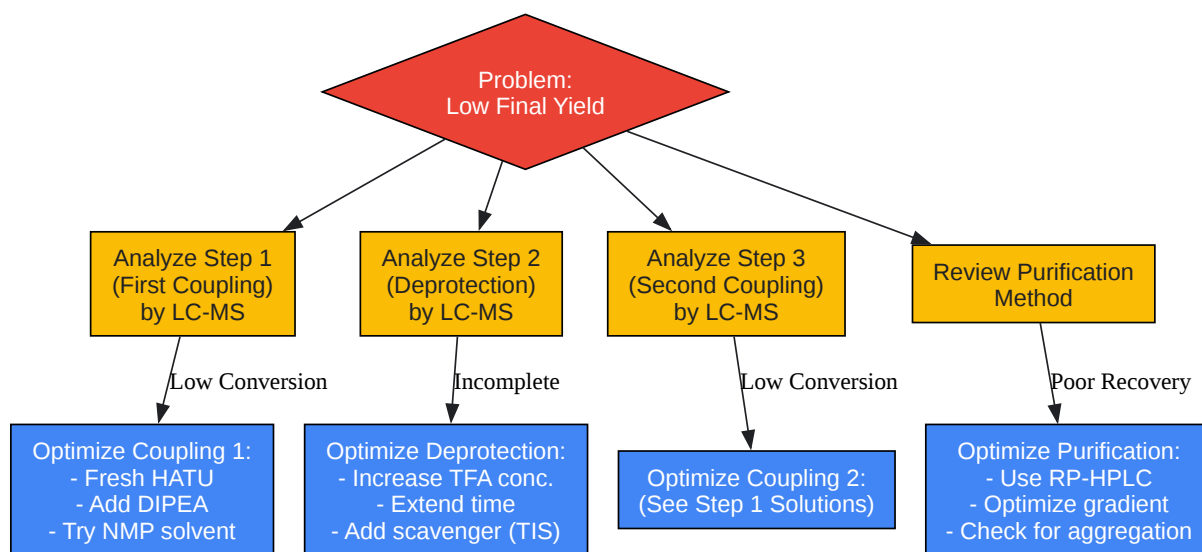 Problem:
Low Final Yield
Analyze Step 1
(First Coupling)
by LC-MS
Analyze Step 2
(Deprotection)
by LC-MS
Analyze Step 3
(Second Coupling)
by LC-MS
Review Purification
Method
Low Conversion
Incomplete
Low Conversion
Poor Recovery
Optimize Coupling 1:
- Fresh HATU
- Add DIPEA
- Try NMP solvent
Optimize Deprotection:
- Increase TFA conc.
- Extend time
- Add scavenger (TIS)
Optimize Coupling 2:
(See Step 1 Solutions)
Optimize Purification:
- Use RP-HPLC
- Optimize gradient
- Check for aggregation